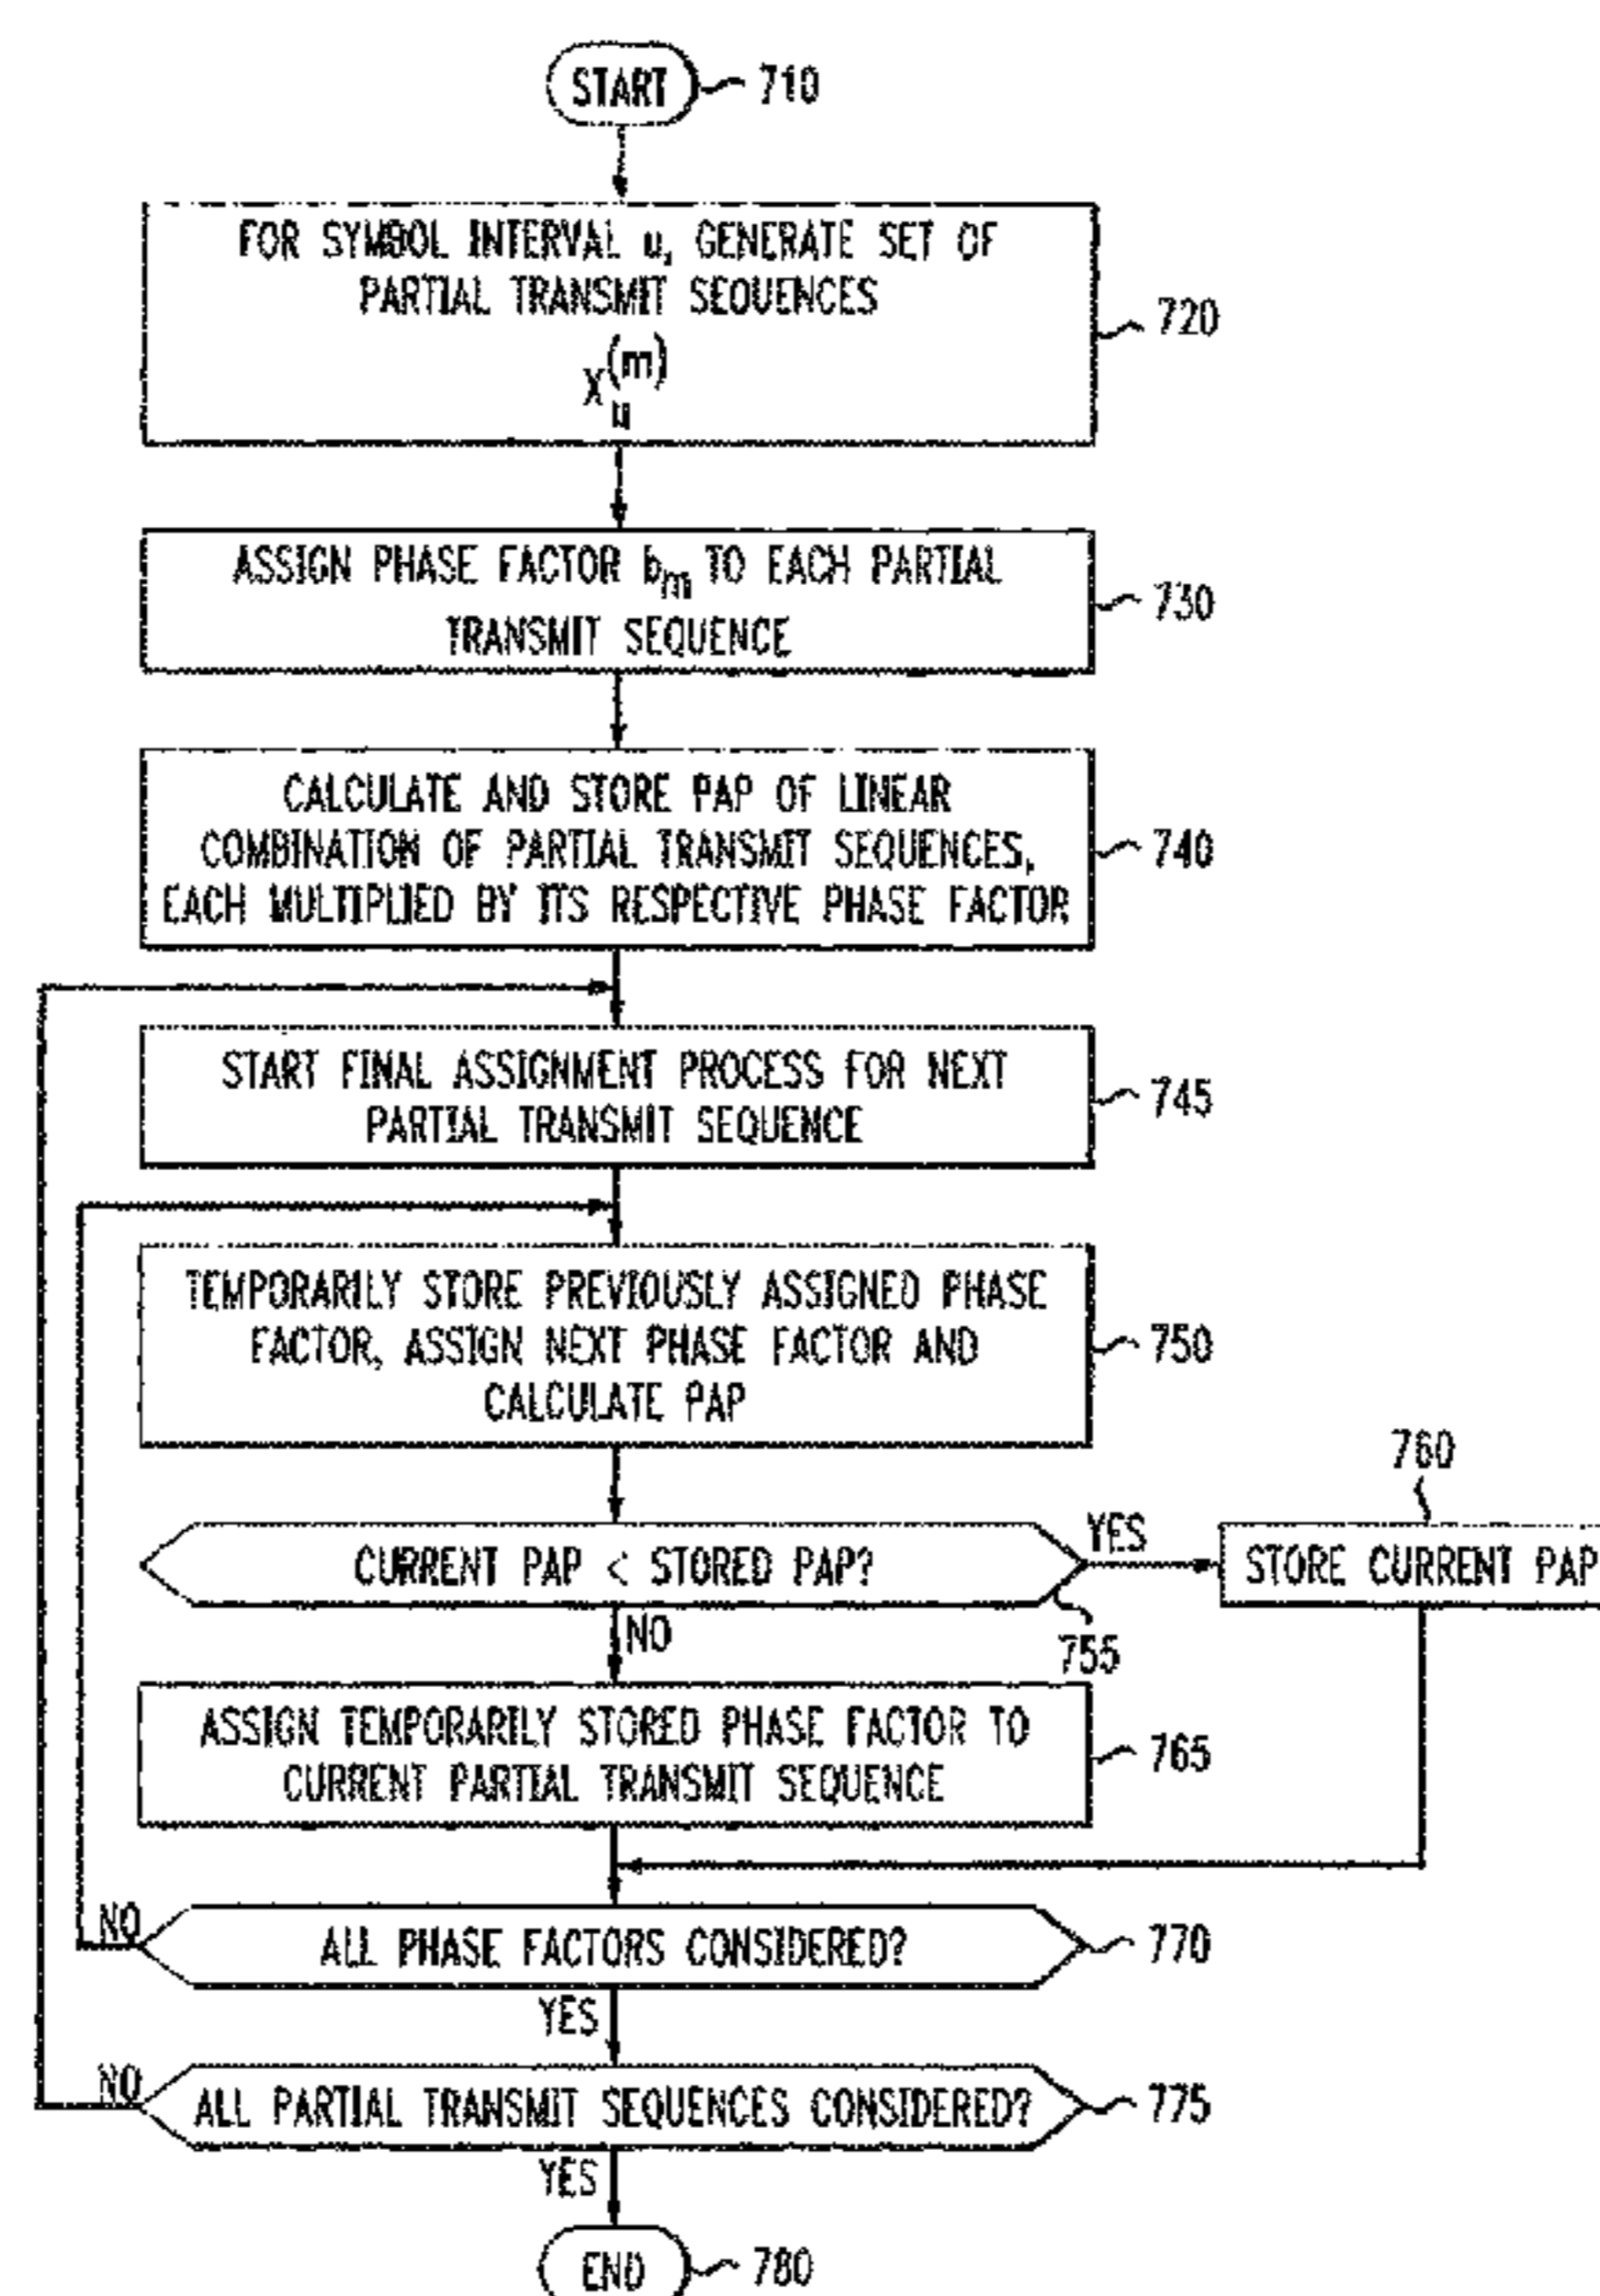 START 710
FOR SYMBOL INTERVAL u, GENERATE SET OF
PARTIAL TRANSMIT SEQUENCES
X_u^(m)
720
ASSIGN PHASE FACTOR b_m TO EACH PARTIAL
TRANSMIT SEQUENCE
730
CALCULATE AND STORE PAP OF LINEAR
COMBINATION OF PARTIAL TRANSMIT SEQUENCES,
EACH MULTIPLIED BY ITS RESPECTIVE PHASE FACTOR
740
START FINAL ASSIGNMENT PROCESS FOR NEXT
PARTIAL TRANSMIT SEQUENCE
745
TEMPORARILY STORE PREVIOUSLY ASSIGNED PHASE
FACTOR, ASSIGN NEXT PHASE FACTOR AND
CALCULATE PAP
750
CURRENT PAP < STORED PAP?
755
YES
760
STORE CURRENT PAP
NO
ASSIGN TEMPORARILY STORED PHASE FACTOR TO
CURRENT PARTIAL TRANSMIT SEQUENCE
765
NO
ALL PHASE FACTORS CONSIDERED?
770
YES
NO
ALL PARTIAL TRANSMIT SEQUENCES CONSIDERED?
775
YES
END 780